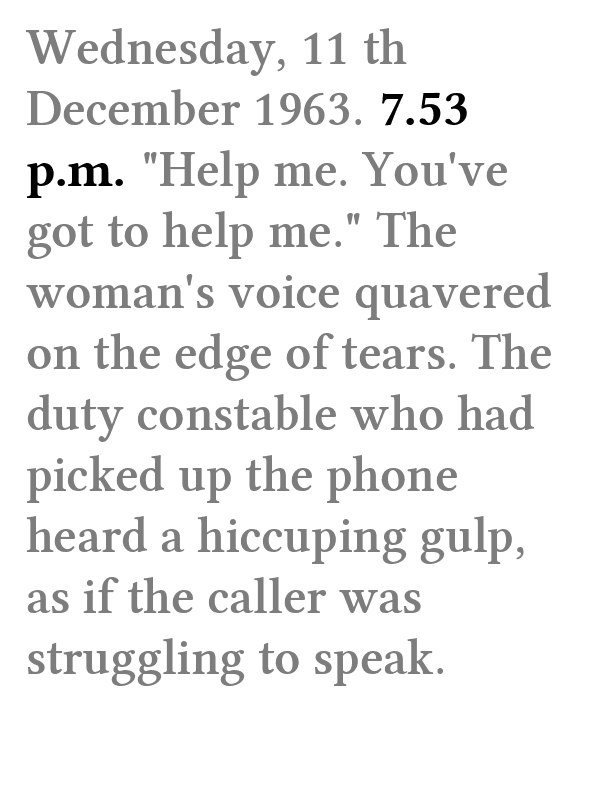 Wednesday, 11 th
December 1963. 7.53
p.m. "Help me. You've
got to help me." The
woman's voice quavered
on the edge of tears. The
duty constable who had
picked up the phone
heard a hiccuping gulp,
as if the caller was
struggling to speak.